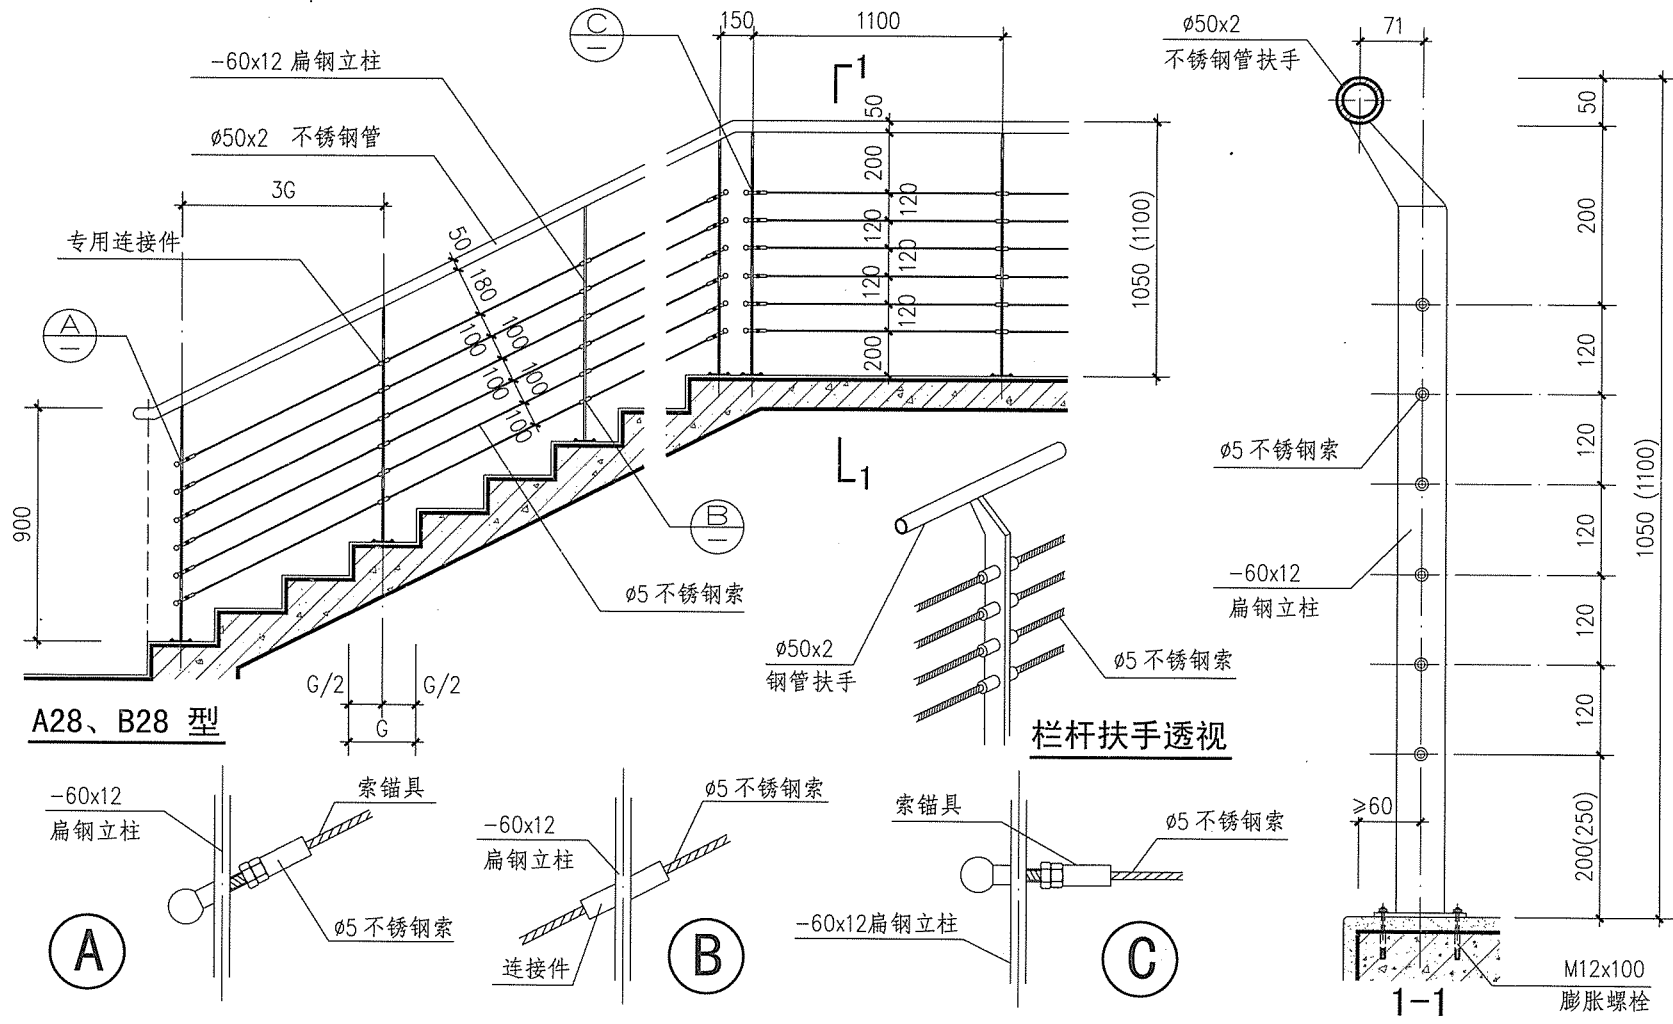 -60x12 扁钢立柱
ø50x2 不锈钢管
3G
专用连接件
A
50
180
100
100
100
100
100
900
B
ø5 不锈钢索
G/2
G/2
G
A28、B28 型
C
150
1100
1
50
200
120
120
120
120
120
200
1050 (1100)
1
ø50x2
钢管扶手
ø5 不锈钢索
栏杆扶手透视
ø50x2
不锈钢管扶手
71
50
200
120
120
120
120
120
200(250)
1050 (1100)
ø5 不锈钢索
-60x12
扁钢立柱
≥60
M12x100
膨胀螺栓
1-1
-60x12
扁钢立柱
索锚具
ø5 不锈钢索
A
-60x12
扁钢立柱
ø5 不锈钢索
连接件
B
索锚具
ø5 不锈钢索
-60x12扁钢立柱
C